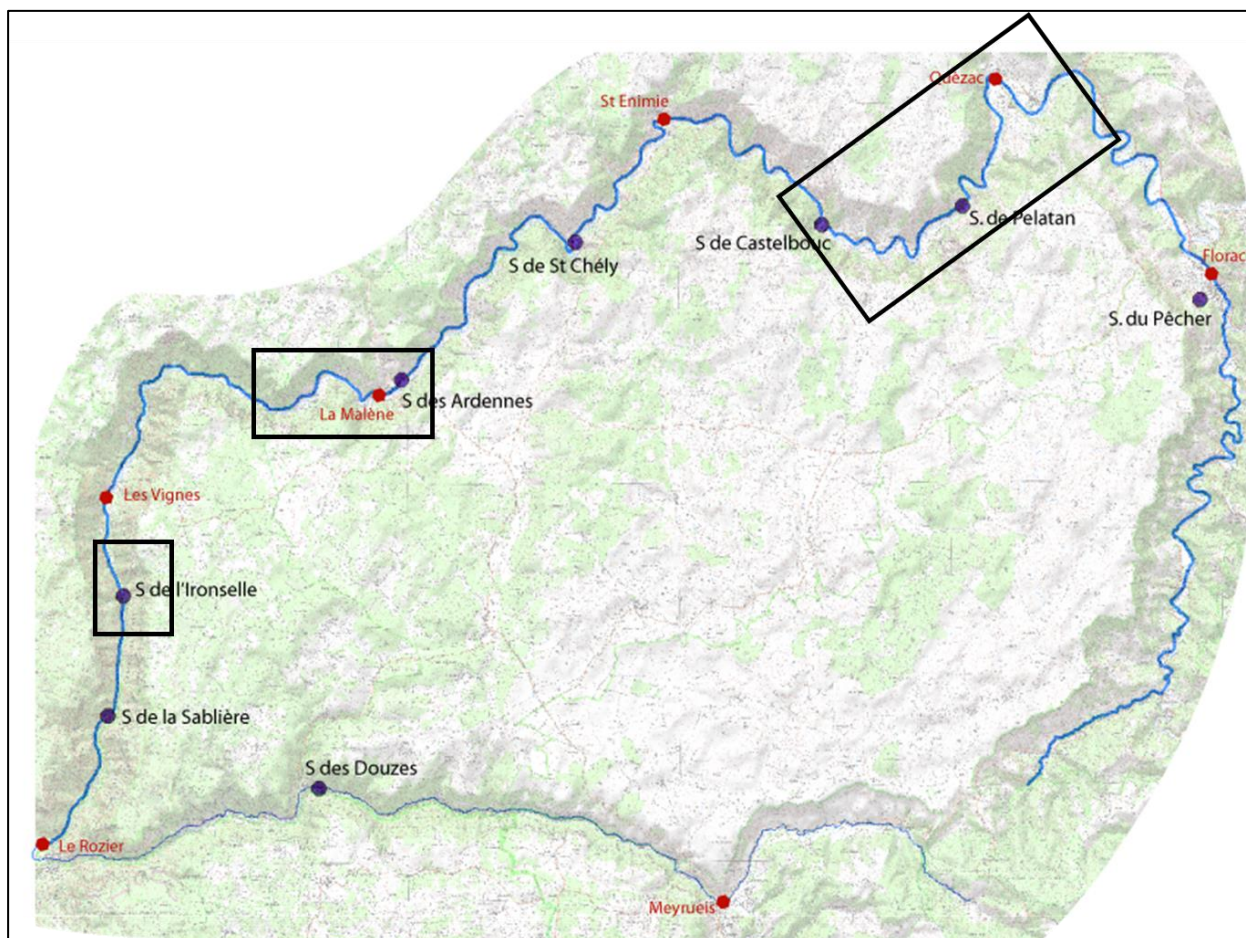 Quézac
St Enimie
S. de Pelatan
S de Castelbouc
S de St Chély
Florac
S. du Pêcher
S des Ardennes
La Malène
Les Vignes
S de l'Ironselle
S de la Sablière
S des Douzes
Le Rozier
Meyrueis